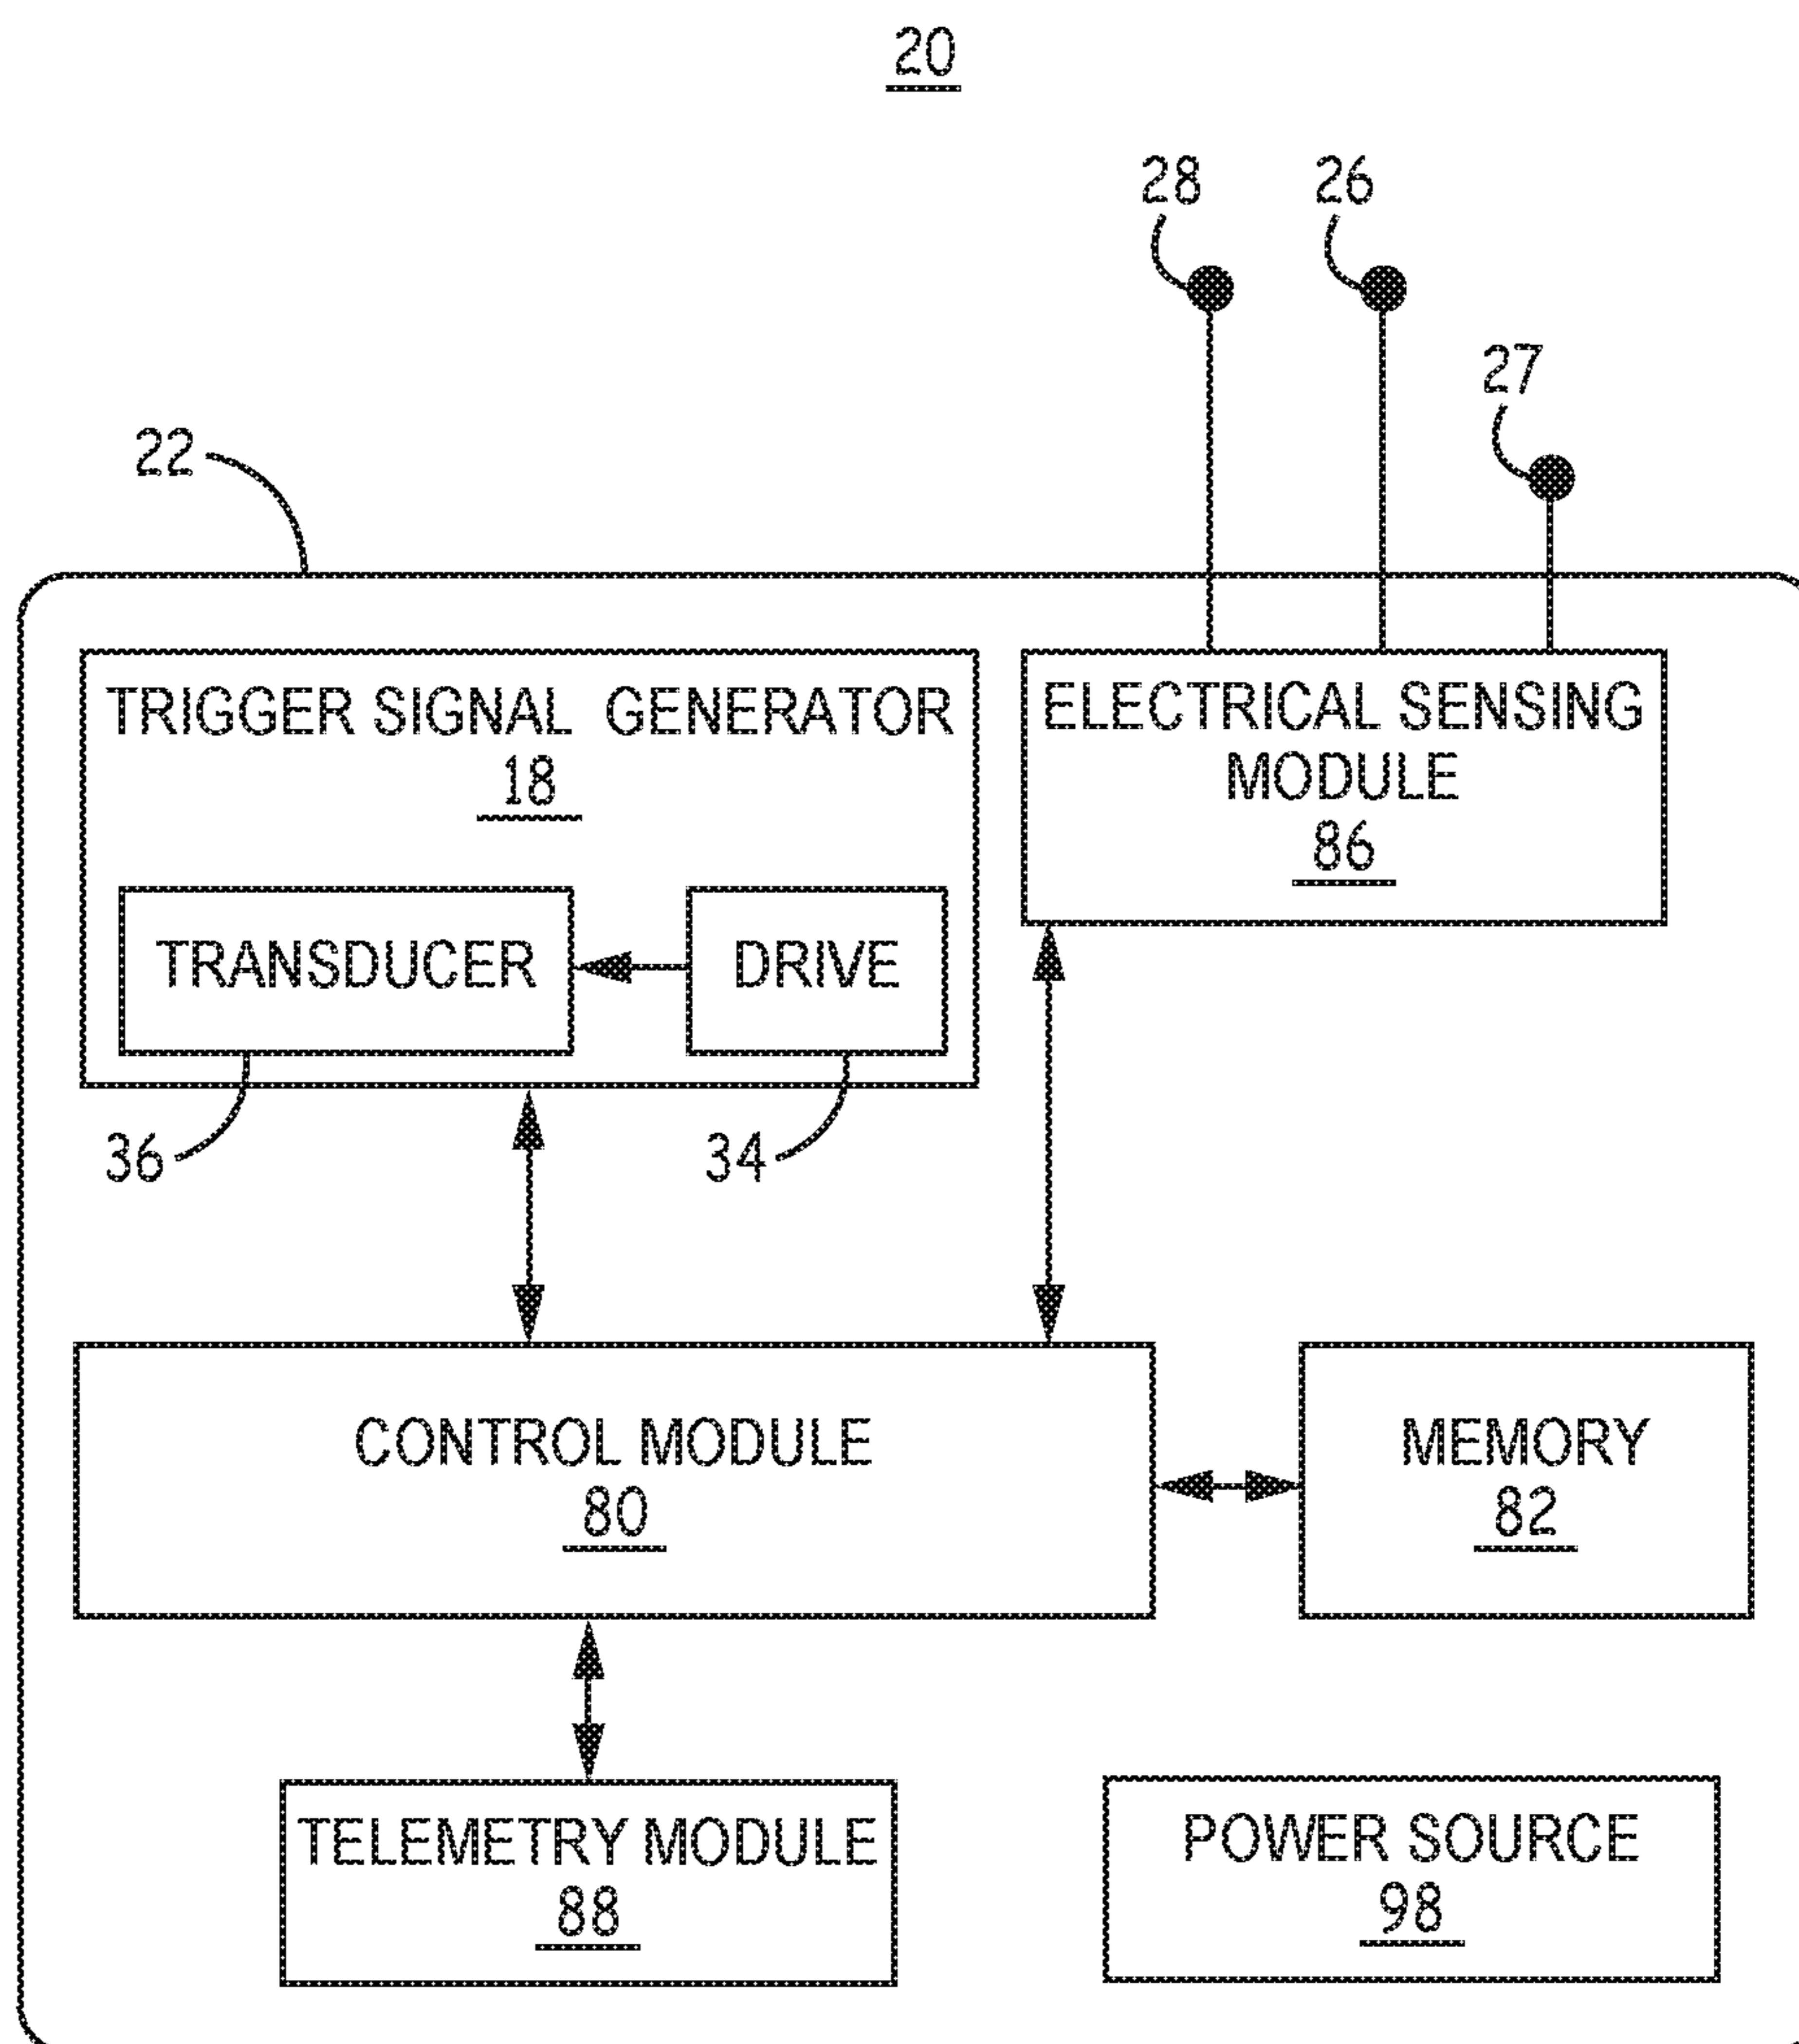 20
28
26
27
22
TRIGGER SIGNAL GENERATOR
18
ELECTRICAL SENSING
MODULE
86
TRANSDUCER
DRIVE
36
34
CONTROL MODULE
80
MEMORY
82
TELEMETRY MODULE
88
POWER SOURCE
98